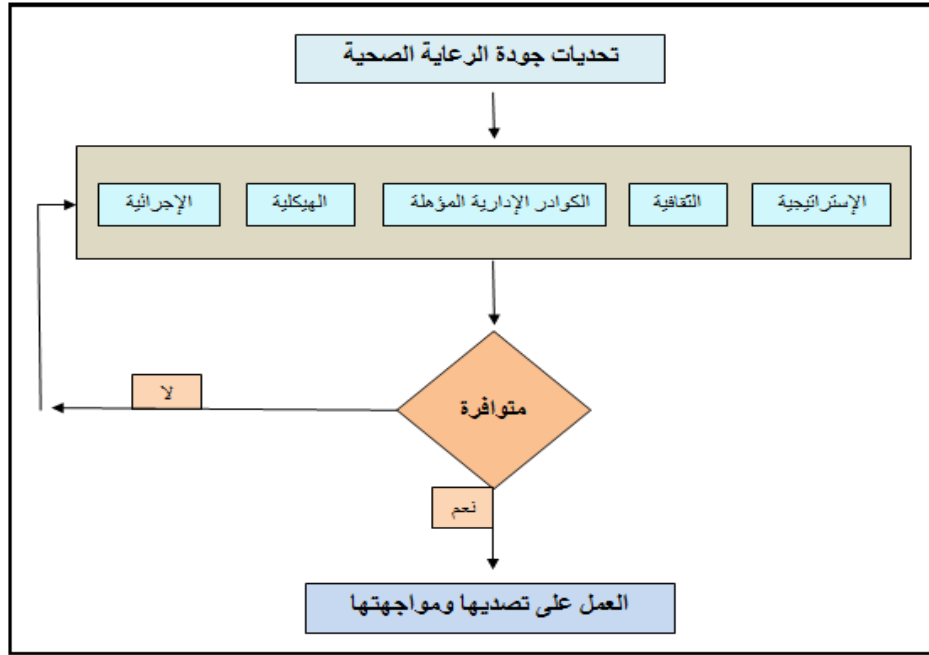 تحديات جودة الرعاية الصحية
الإستراتيجية
الثقافية
الكوادر الإدارية المؤهلة
الهيكلية
الإجرائية
متوافرة
لا
نعم
العمل على تصديها ومواجهتها